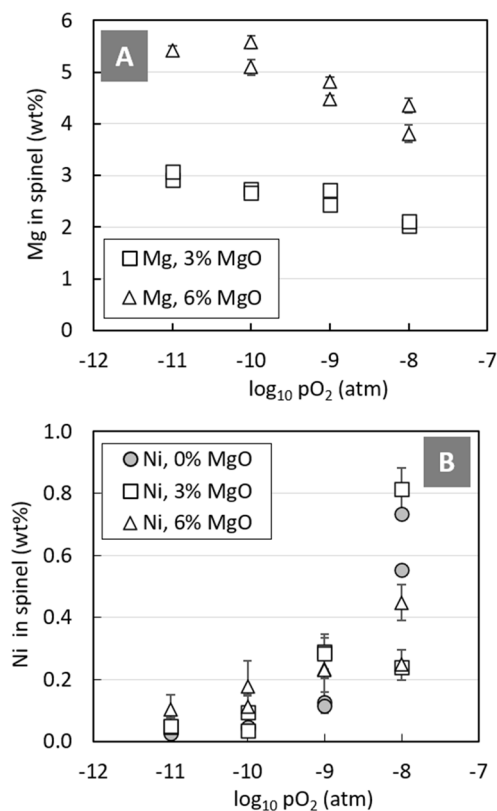 A
6
5
4
3
2
1
0
Mg in spinel (wt%)
Mg, 3% MgO
Mg, 6% MgO
-12 -11 -10 -9 -8 -7
log₁₀ pO₂ (atm)
B
1.0
0.8
0.6
0.4
0.2
0.0
Ni in spinel (wt%)
Ni, 0% MgO
Ni, 3% MgO
Ni, 6% MgO
-12 -11 -10 -9 -8 -7
log₁₀ pO₂ (atm)